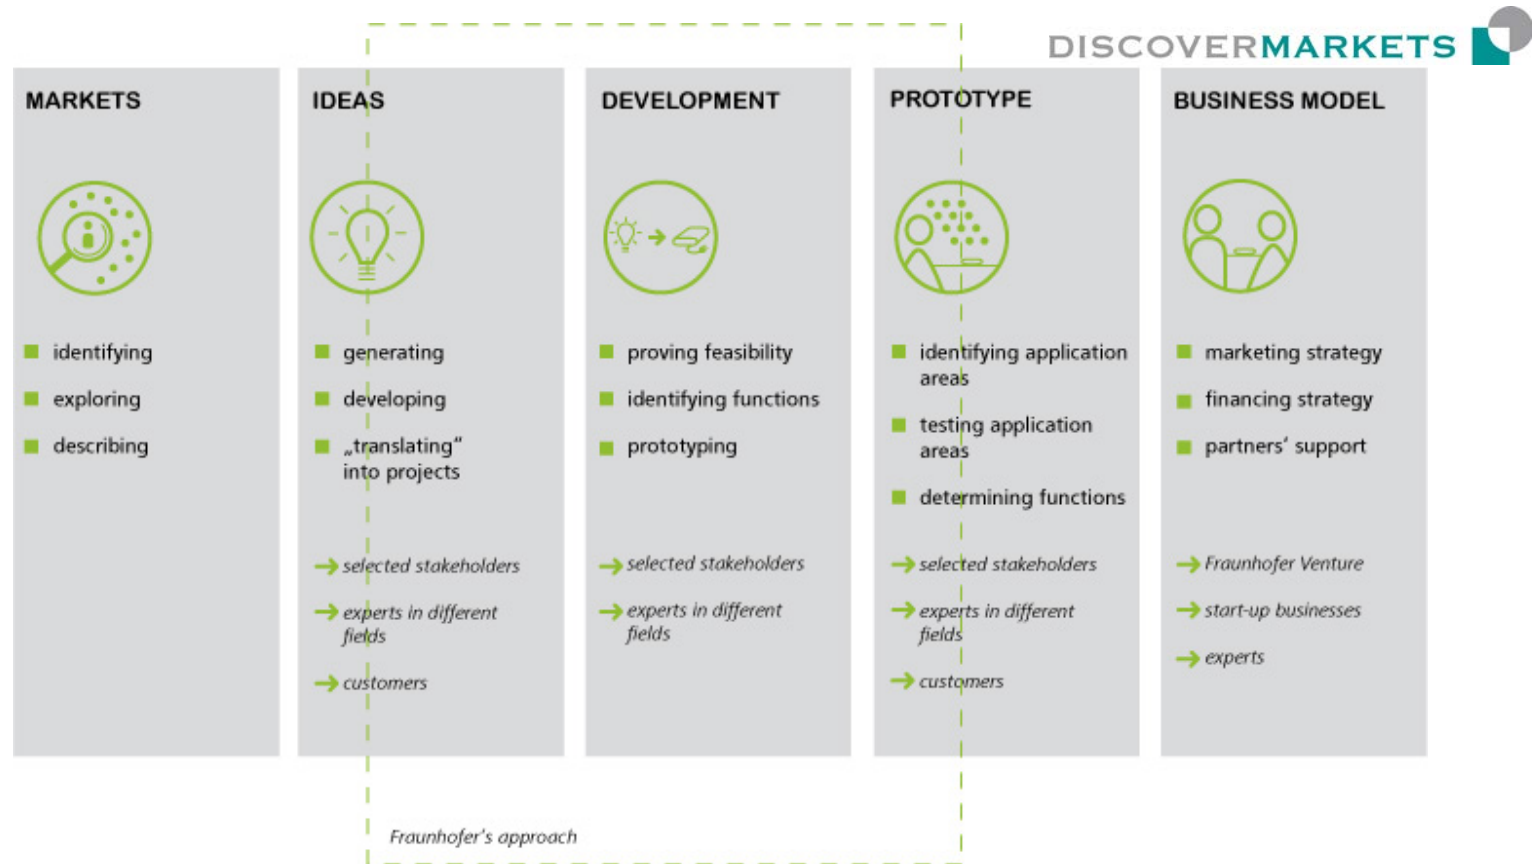 DISCOVERMARKETS
MARKETS
identifying
exploring
describing
IDEAS
generating
developing
„translating“
into projects
selected stakeholders
experts in different
fields
customers
DEVELOPMENT
proving feasibility
identifying functions
prototyping
selected stakeholders
experts in different
fields
PROTOTYPE
identifying application
areas
testing application
areas
determining functions
selected stakeholders
experts in different
fields
customers
BUSINESS MODEL
marketing strategy
financing strategy
partners’ support
Fraunhofer Venture
start-up businesses
experts
Fraunhofer's approach